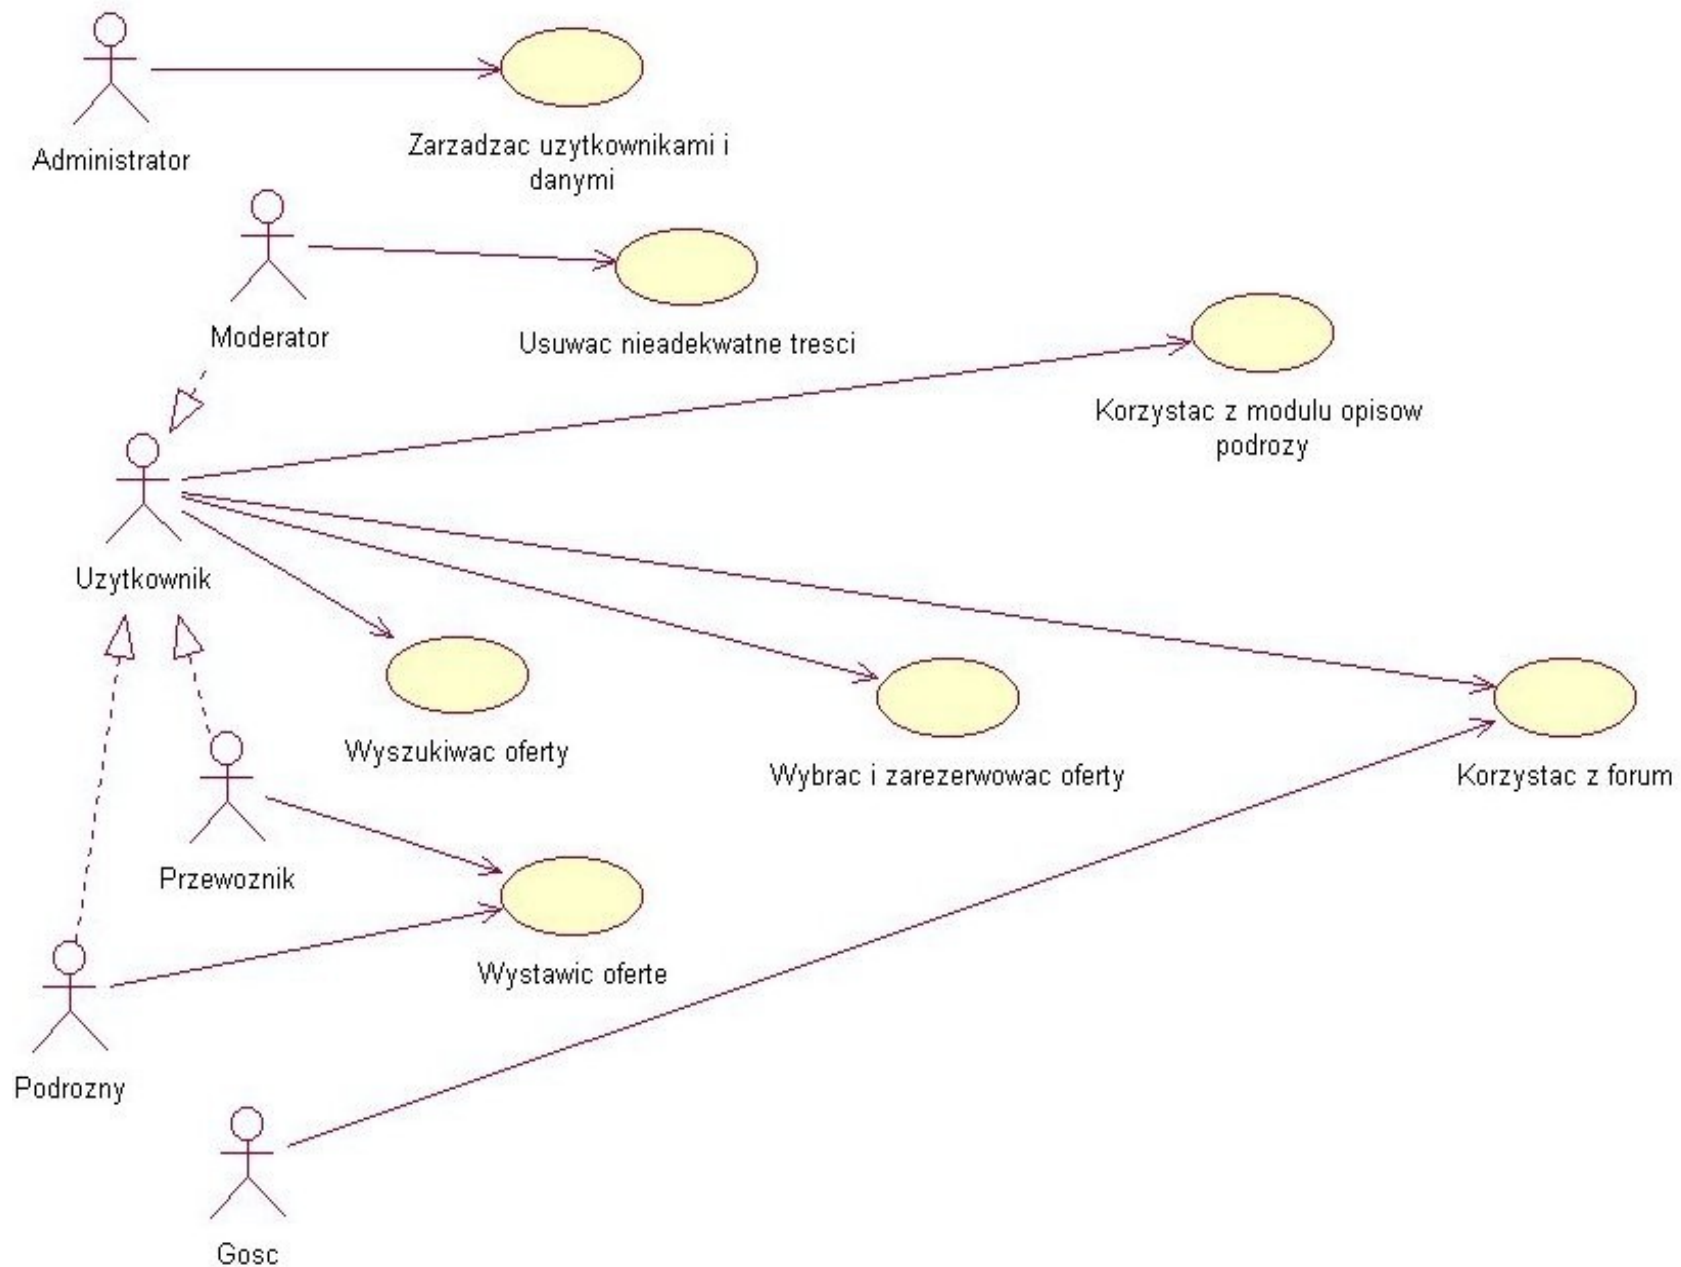 Administrator
Zarzadzac uzytkownikami i
danymi
Moderator
Usuwac nieadekwatne tresci
Korzystac z modulu opisow
podrozy
Uzytkownik
Wyszukiwac oferty
Wybrac i zarezerwowac oferty
Korzystac z forum
Przewoznik
Wystawic oferte
Podrozny
Gosc